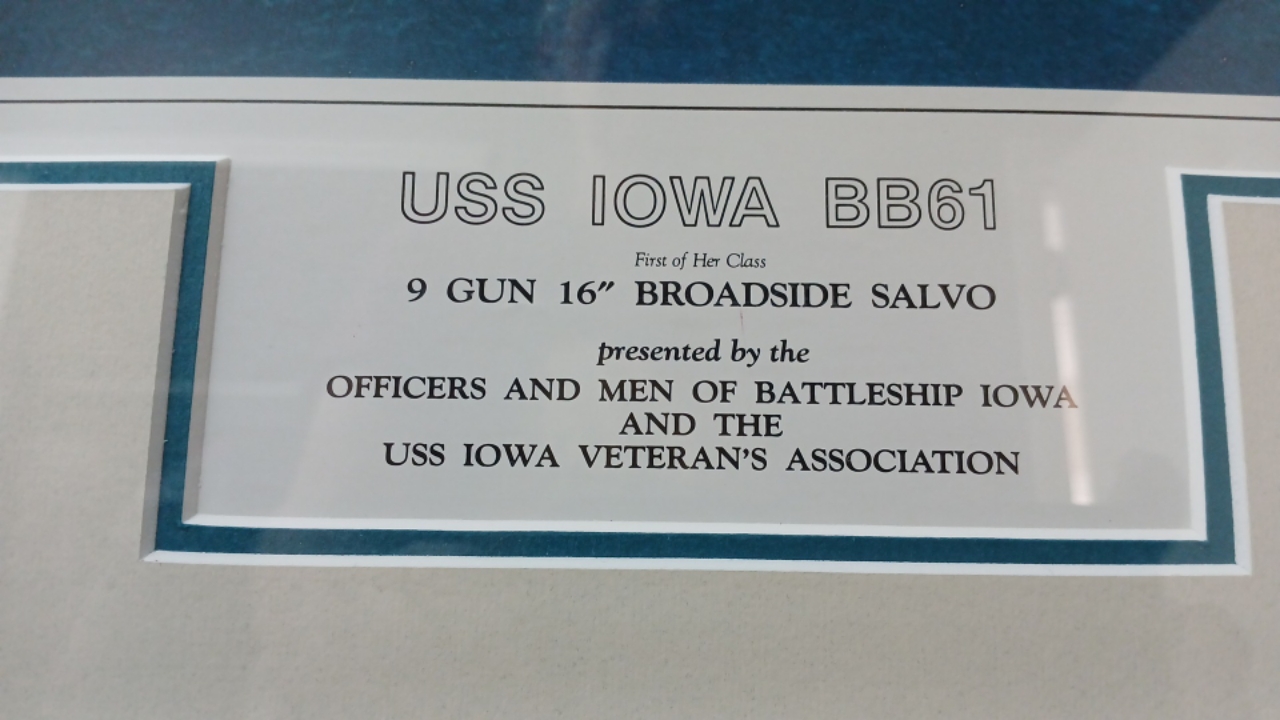 USS IOWA BB61
First of Her Class
9 GUN 16″ BROADSIDE SALVO
presented by the
OFFICERS AND MEN OF BATTLESHIP IOWA
AND THE
USS IOWA VETERAN'S ASSOCIATION